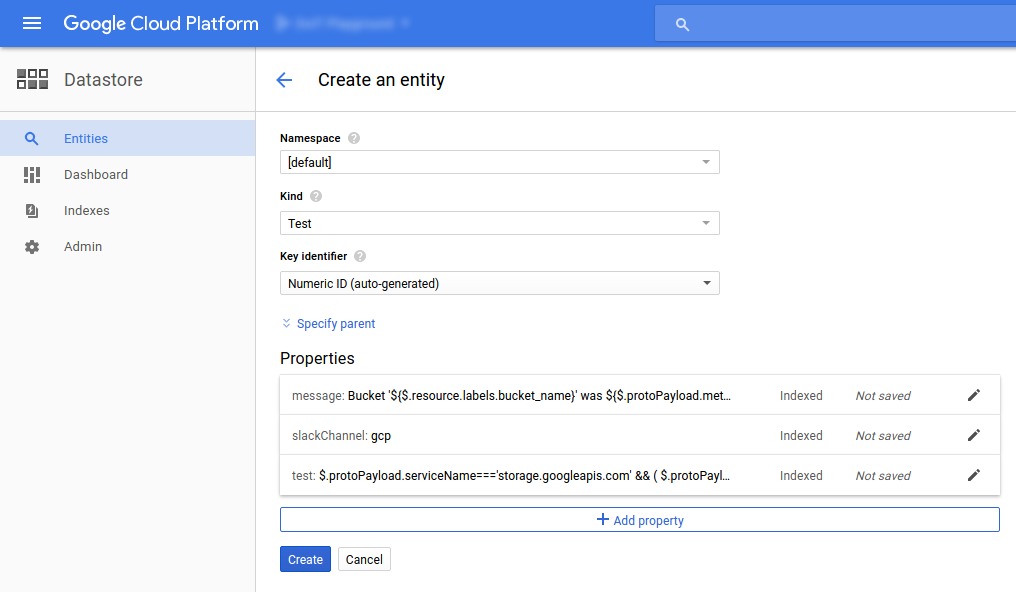 Google Cloud Platform
Datastore
Create an entity
Entities
Dashboard
Indexes
Admin
Namespace ?
[default]
Kind ?
Test
Key identifier ?
Numeric ID (auto-generated)
Specify parent
Properties
message: Bucket '${$.resource.labels.bucket_name}' was ${$.protoPayload.met… Indexed Not saved
slackChannel: gcp Indexed Not saved
test: $.protoPayload.serviceName==='storage.googleapis.com' && ( $.protoPayl… Indexed Not saved
+ Add property
Create Cancel